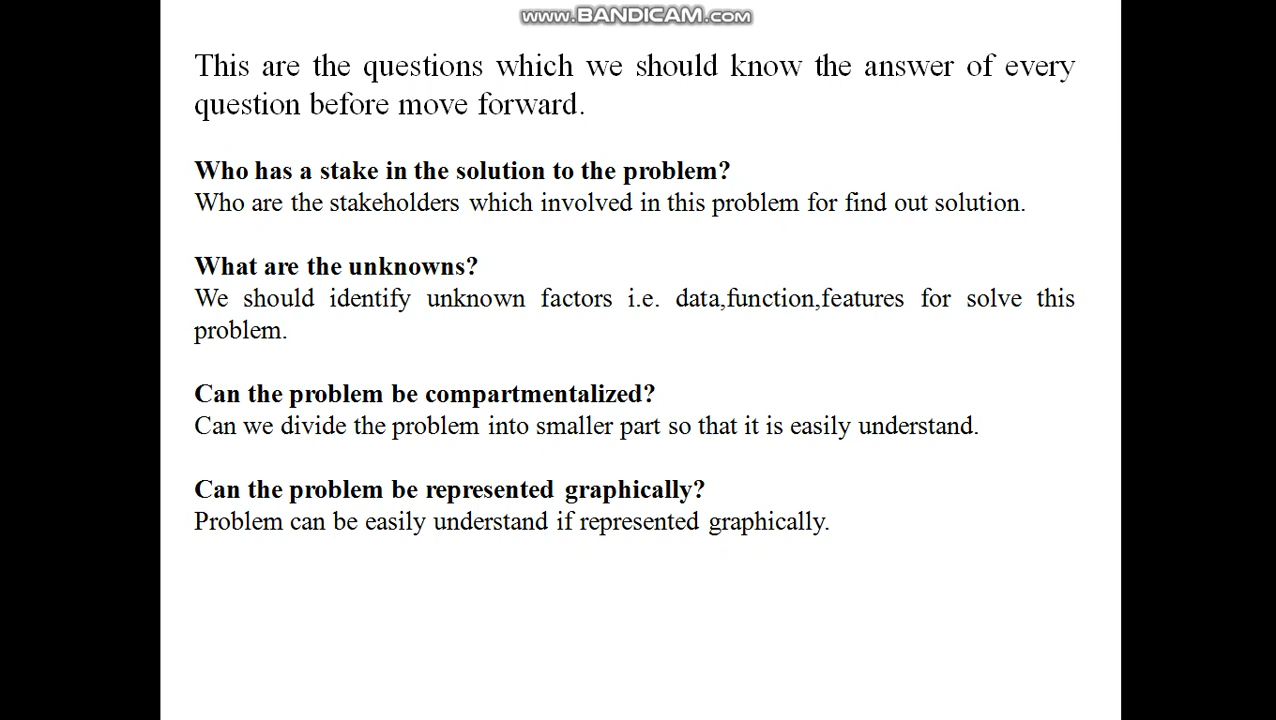 www.BANDICAM.com
This are the questions which we should know the answer of every
question before move forward.
Who has a stake in the solution to the problem?
Who are the stakeholders which involved in this problem for find out solution.
What are the unknowns?
We should identify unknown factors i.e. data,function,features for solve this
problem.
Can the problem be compartmentalized?
Can we divide the problem into smaller part so that it is easily understand.
Can the problem be represented graphically?
Problem can be easily understand if represented graphically.